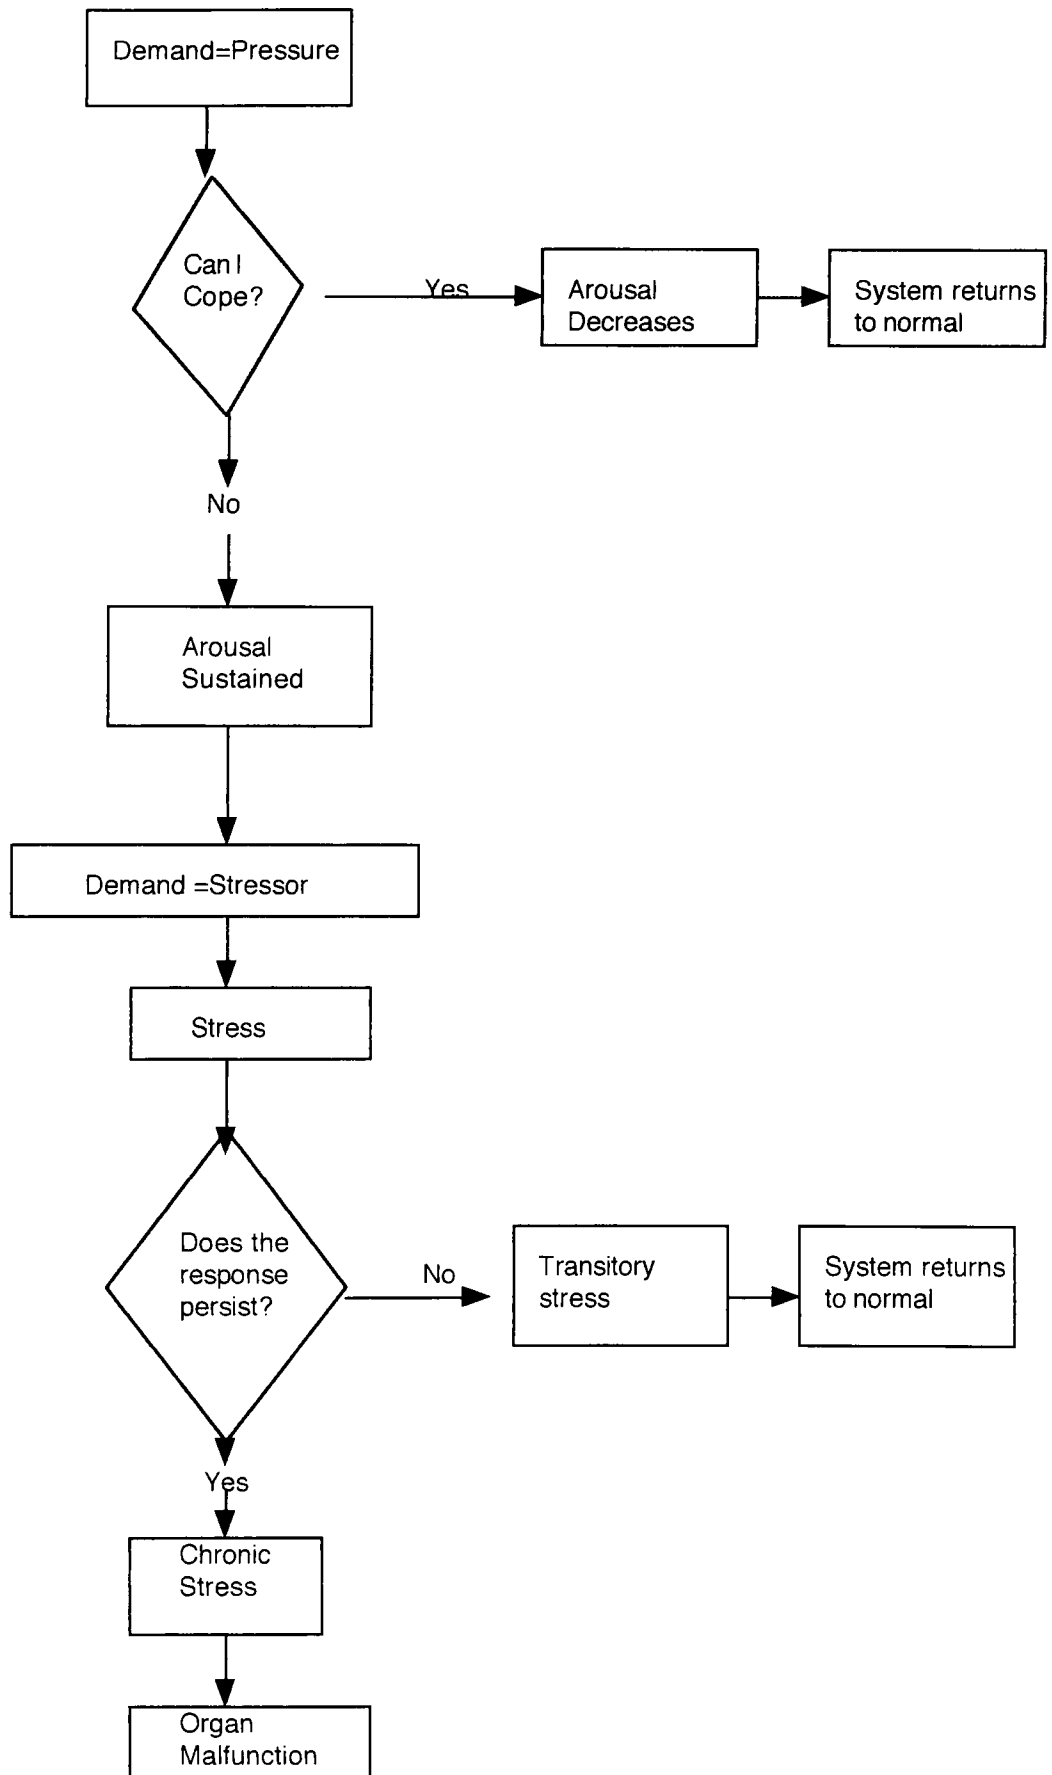 Demand=Pressure
Can I
Cope?
Yes
Arousal
Decreases
System returns
to normal
No
Arousal
Sustained
Demand =Stressor
Stress
Does the
response
persist?
No
Transitory
stress
System returns
to normal
Yes
Chronic
Stress
Organ
Malfunction